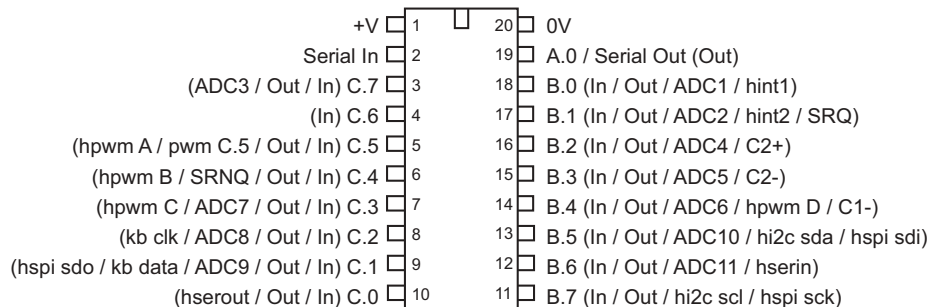 +V 1 20 0V
Serial In 2 19 A.0 / Serial Out (Out)
(ADC3 / Out / In) C.7 3 18 B.0 (In / Out / ADC1 / hint1)
(In) C.6 4 17 B.1 (In / Out / ADC2 / hint2 / SRQ)
(hpwm A / pwm C.5 / Out / In) C.5 5 16 B.2 (In / Out / ADC4 / C2+)
(hpwm B / SRNQ / Out / In) C.4 6 15 B.3 (In / Out / ADC5 / C2-)
(hpwm C / ADC7 / Out / In) C.3 7 14 B.4 (In / Out / ADC6 / hpwm D / C1-)
(kb clk / ADC8 / Out / In) C.2 8 13 B.5 (In / Out / ADC10 / hi2c sda / hspi sdi)
(hspi sdo / kb data / ADC9 / Out / In) C.1 9 12 B.6 (In / Out / ADC11 / hserin)
(hserout / Out / In) C.0 10 11 B.7 (In / Out / hi2c scl / hspi sck)